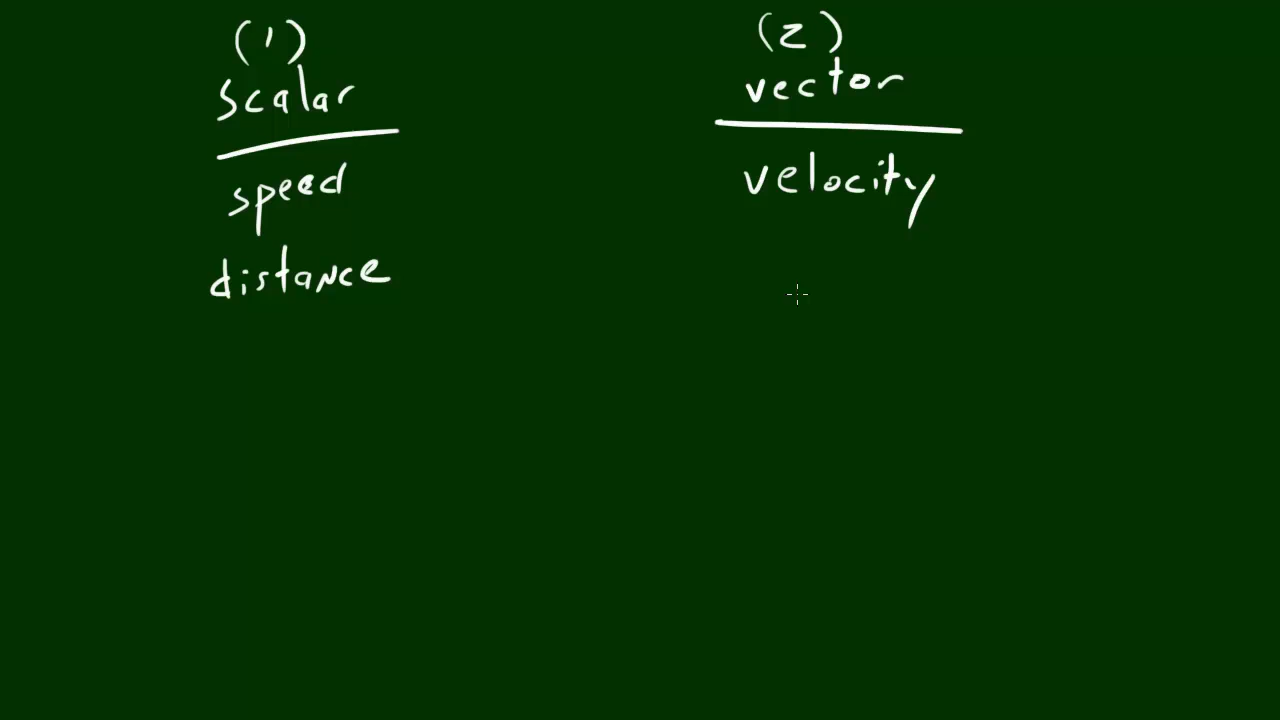 (1)
scalar
speed
distance
(2)
vector
velocity